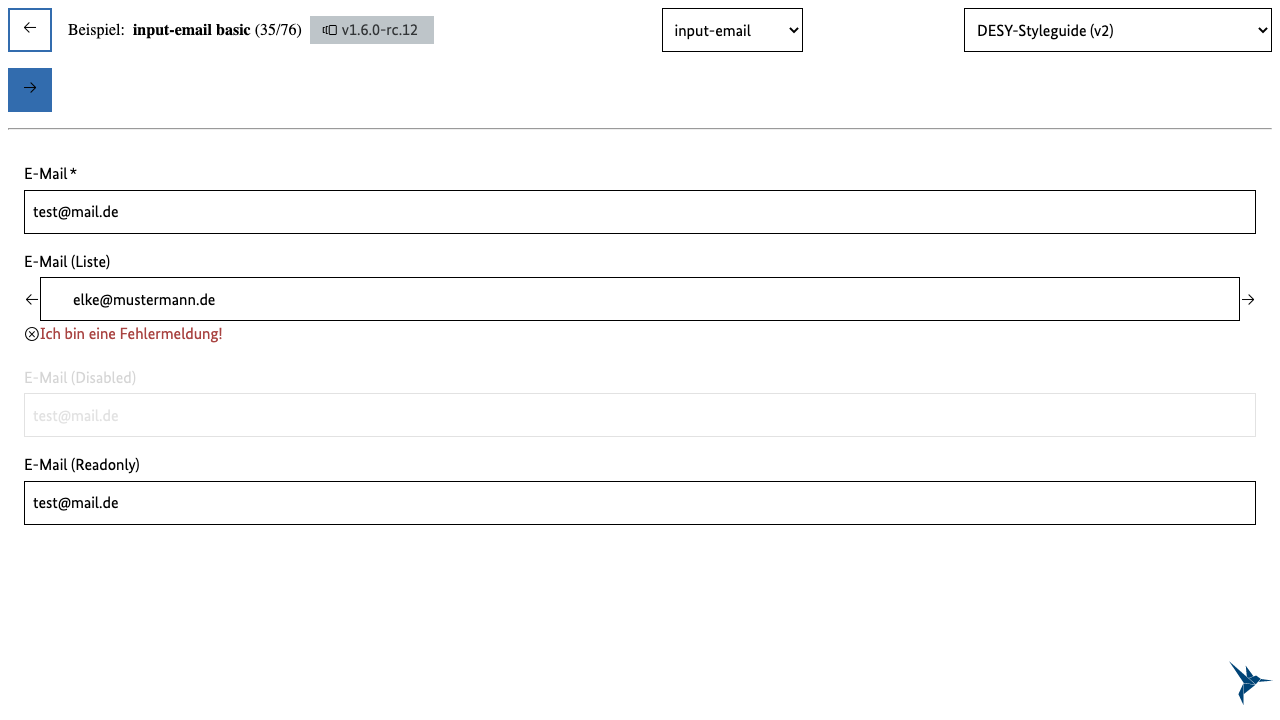 Beispiel: input-email basic (35/76) v1.6.0-rc.12 input-email DESY-Styleguide (v2)
E-Mail *
test@mail.de
E-Mail (Liste)
elke@mustermann.de
Ich bin eine Fehlermeldung!
E-Mail (Disabled)
test@mail.de
E-Mail (Readonly)
test@mail.de